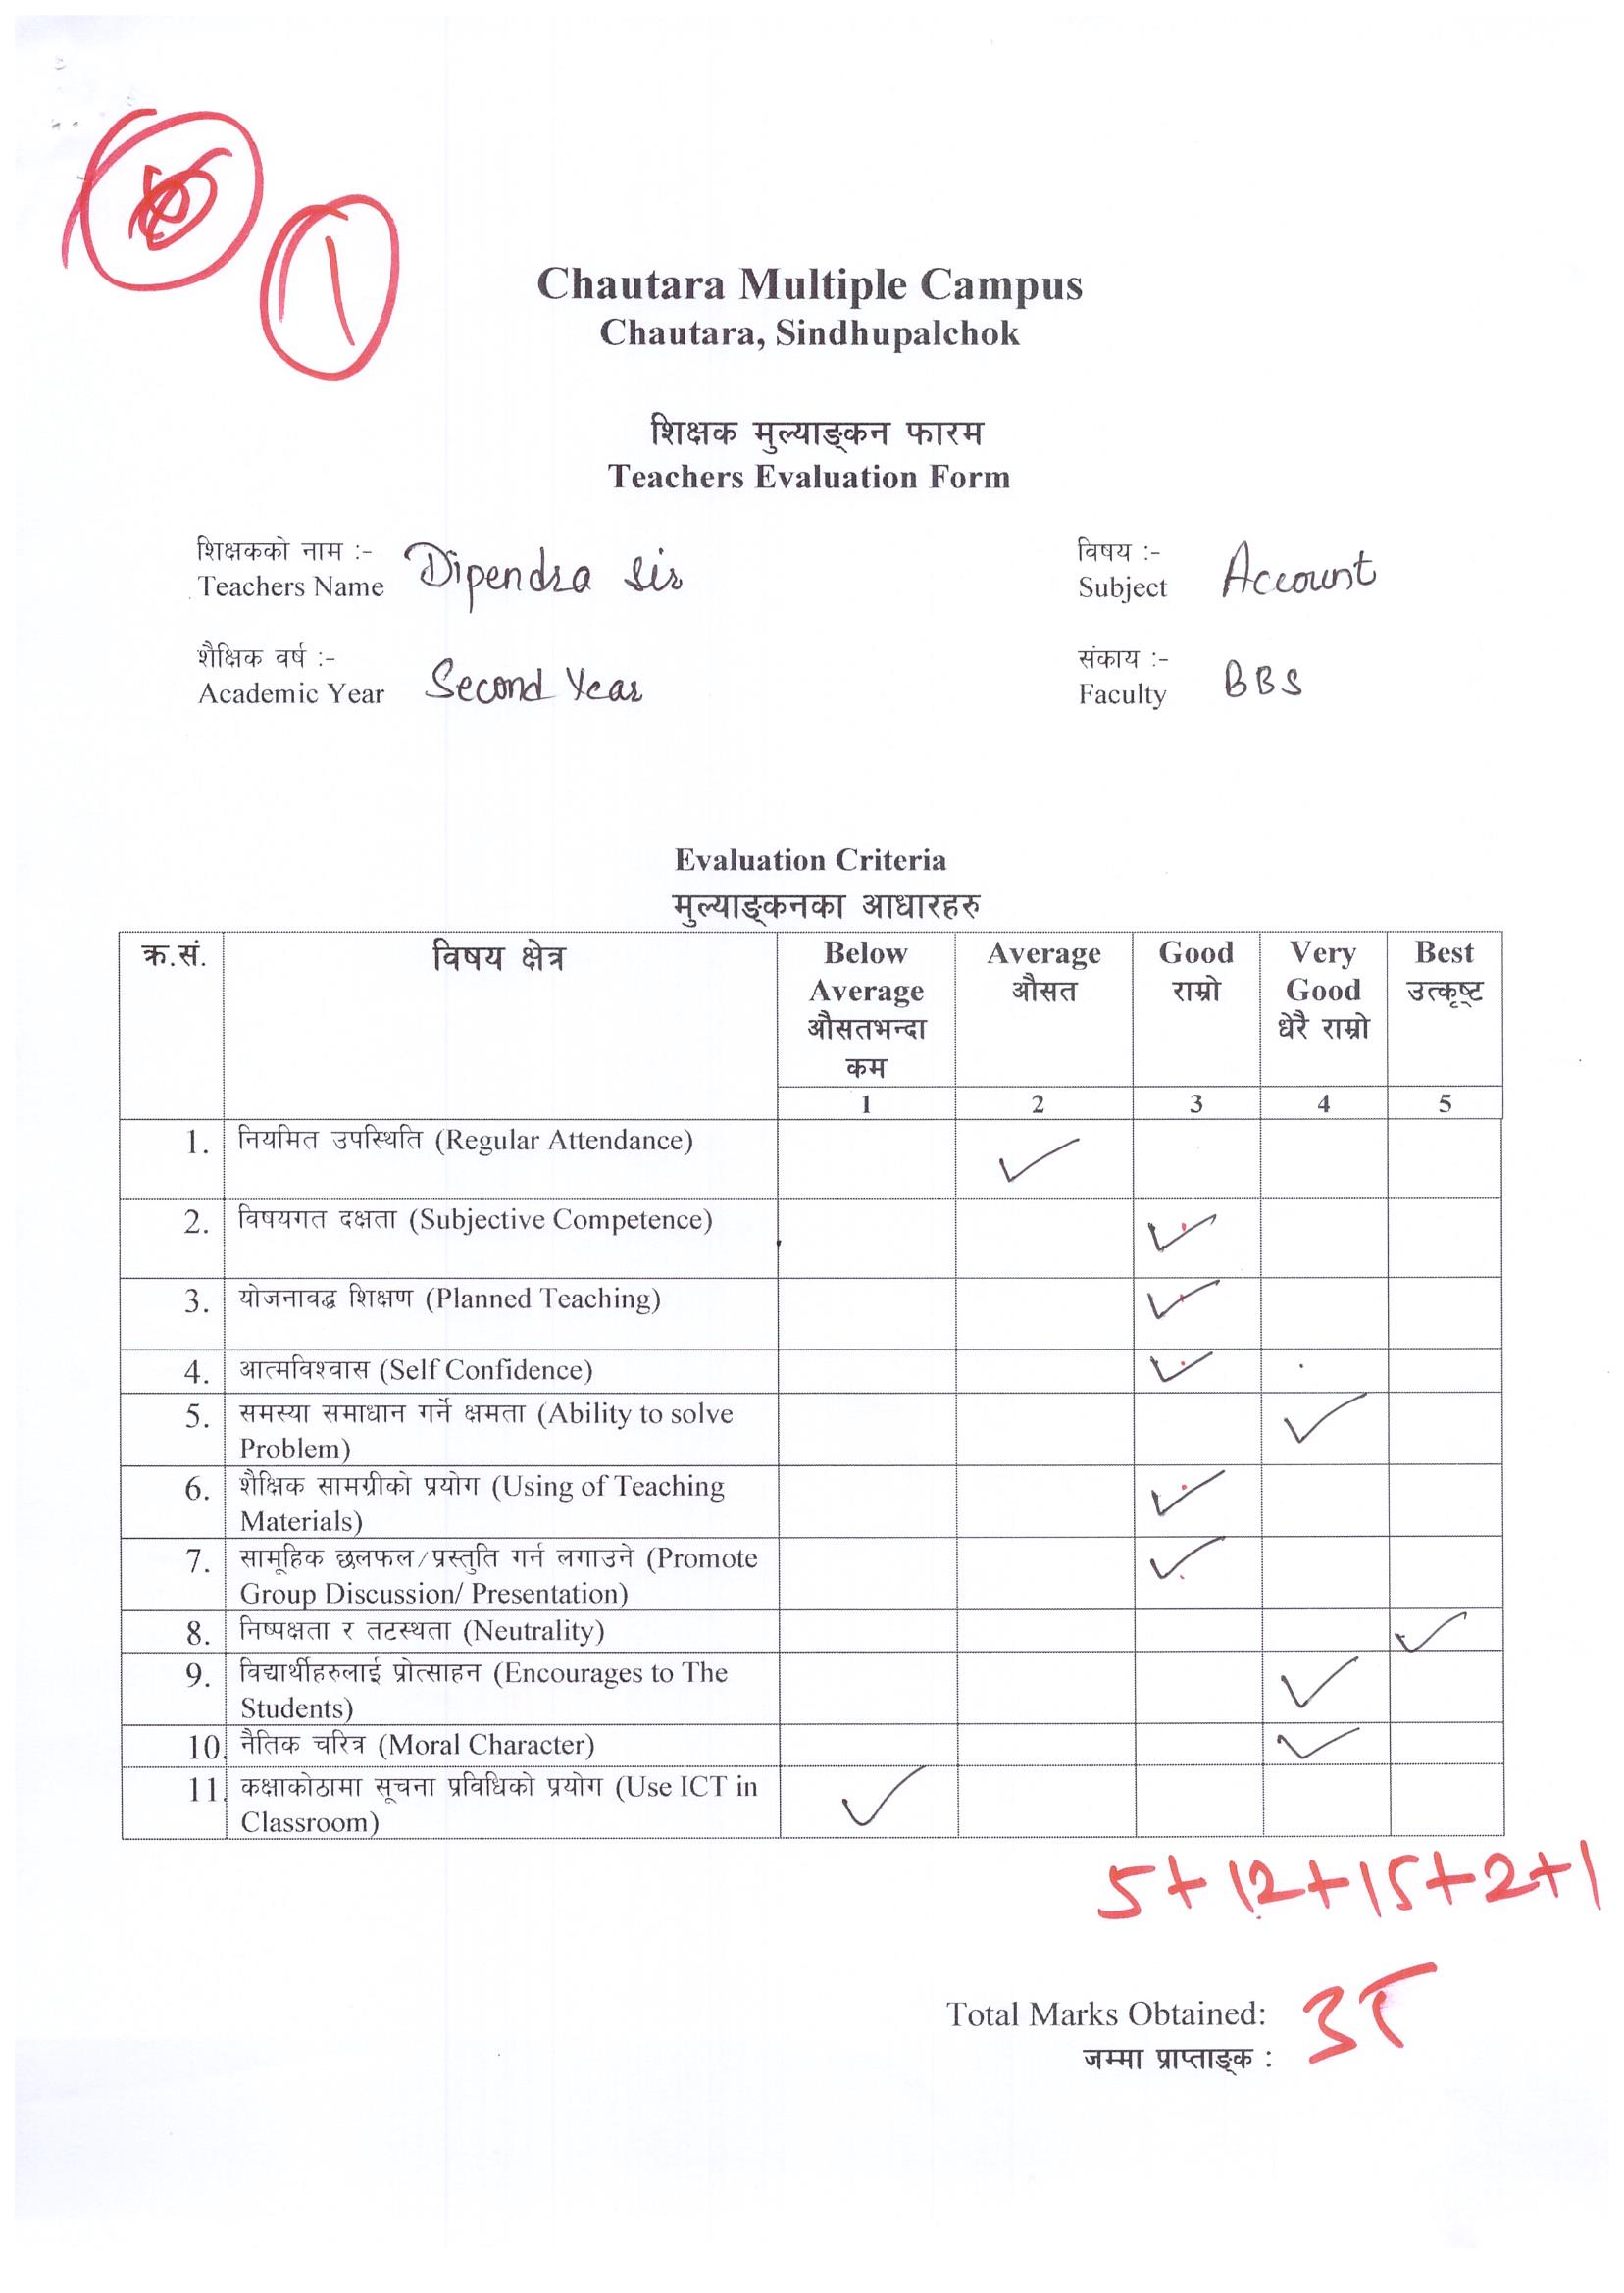 1
Chautara Multiple Campus
Chautara, Sindhupalchok
शिक्षक मुल्याङ्कन फारम
Teachers Evaluation Form
शिक्षकको नाम :- विषय :-
Teachers Name Dipendra Sir Subject Account
शैक्षिक वर्ष :- संकाय :-
Academic Year Second Year Faculty BBS
Evaluation Criteria
मुल्याङ्कनका आधारहरु
क्र.सं. विषय क्षेत्र Below Average औसतभन्दा कम Average औसत Good राम्रो Very Good धेरै राम्रो Best उत्कृष्ट
1 2 3 4 5
1. नियमित उपस्थिति (Regular Attendance) ✓
2. विषयगत दक्षता (Subjective Competence) ✓
3. योजनावद्ध शिक्षण (Planned Teaching) ✓
4. आत्मविश्वास (Self Confidence) ✓
5. समस्या समाधान गर्ने क्षमता (Ability to solve
Problem) ✓
6. शैक्षिक सामग्रीको प्रयोग (Using of Teaching
Materials) ✓
7. सामूहिक छलफल/प्रस्तुति गर्न लगाउने (Promote
Group Discussion/ Presentation) ✓
8. निष्पक्षता र तटस्थता (Neutrality) ✓
9. विद्यार्थीहरुलाई प्रोत्साहन (Encourages to The
Students) ✓
10. नैतिक चरित्र (Moral Character) ✓
11. कक्षाकोठामा सूचना प्रविधिको प्रयोग (Use ICT in
Classroom) ✓
5+12+15+2+1
Total Marks Obtained: 35
जम्मा प्राप्ताङ्क :